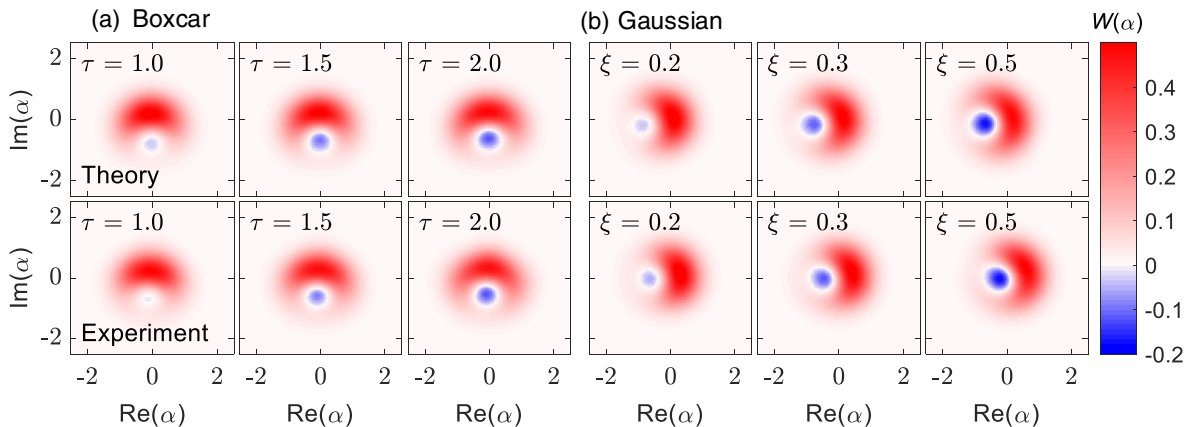 (a) Boxcar
(b) Gaussian
W(α)
τ = 1.0
τ = 1.5
τ = 2.0
ξ = 0.2
ξ = 0.3
ξ = 0.5
2
0
-2
Im(α)
Theory
τ = 1.0
τ = 1.5
τ = 2.0
ξ = 0.2
ξ = 0.3
ξ = 0.5
2
0
-2
Im(α)
Experiment
-2 0 2
-2 0 2
-2 0 2
-2 0 2
-2 0 2
-2 0 2
Re(α)
Re(α)
Re(α)
Re(α)
Re(α)
Re(α)
0.4
0.3
0.2
0.1
0
-0.1
-0.2